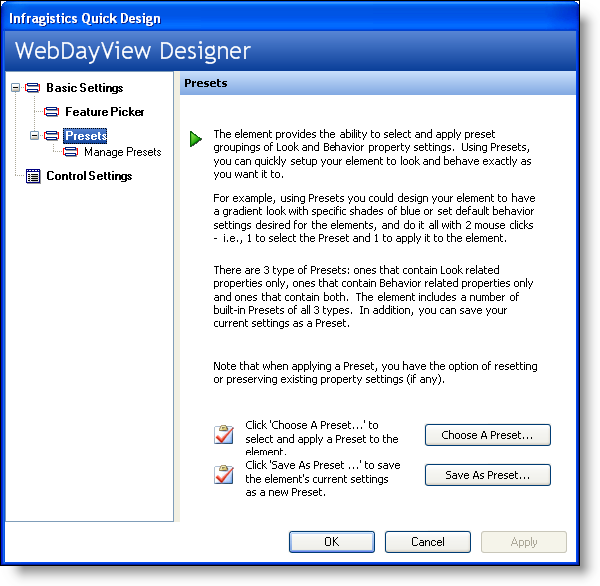 Infragistics Quick Design
WebDayView Designer
Basic Settings
Feature Picker
Presets
Manage Presets
Control Settings
Presets
The element provides the ability to select and apply preset
groupings of Look and Behavior property settings.  Using Presets,
you can quickly setup your element to look and behave exactly as
you want it to.
For example, using Presets you could design your element to have
a gradient look with specific shades of blue or set default behavior
settings desired for the elements, and do it all with 2 mouse clicks
-  i.e., 1 to select the Preset and 1 to apply it to the element.
There are 3 type of Presets: ones that contain Look related
properties only, ones that contain Behavior related properties only
and ones that contain both.  The element includes a number of
built-in Presets of all 3 types.  In addition, you can save your
current settings as a Preset.
Note that when applying a Preset, you have the option of resetting
or preserving existing property settings (if any).
Click 'Choose A Preset...' to
select and apply a Preset to the
element.
Choose A Preset...
Click 'Save As Preset ...' to save
the element's current settings
as a new Preset.
Save As Preset...
OK
Cancel
Apply